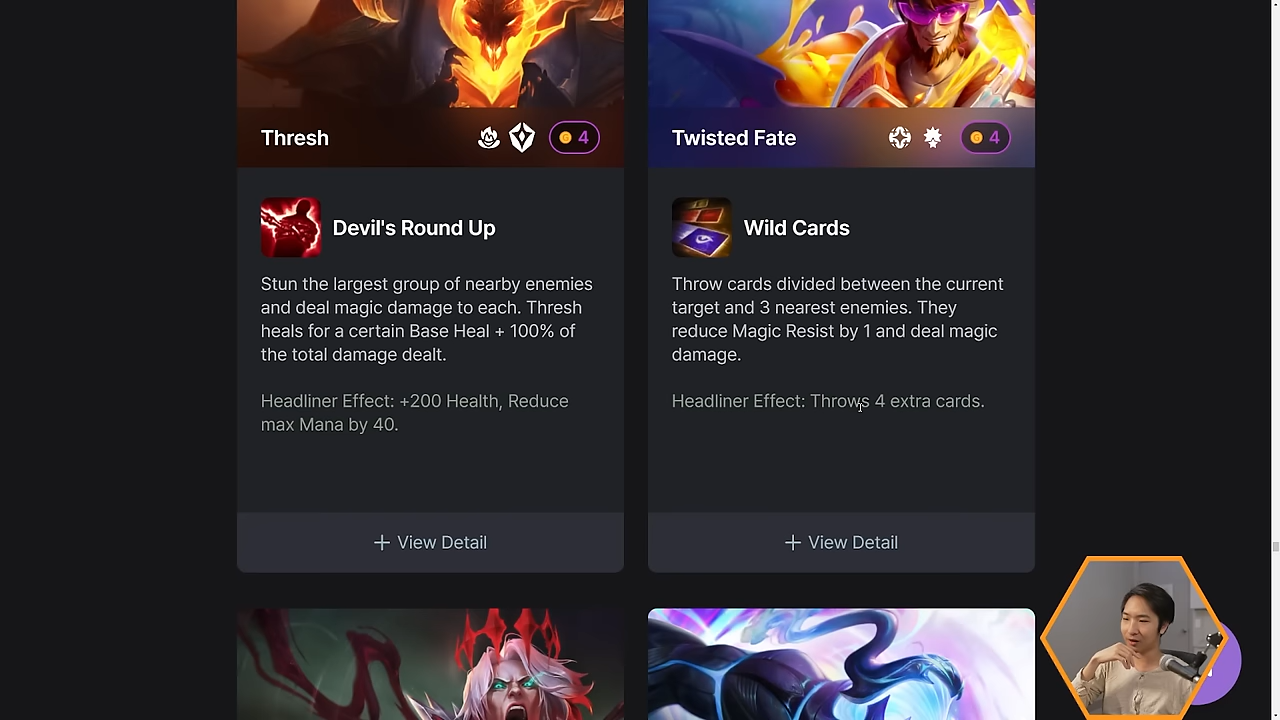 Thresh
4
Twisted Fate
4
Devil's Round Up
Stun the largest group of nearby enemies
and deal magic damage to each. Thresh
heals for a certain Base Heal + 100% of
the total damage dealt.
Headliner Effect: +200 Health, Reduce
max Mana by 40.
+ View Detail
Wild Cards
Throw cards divided between the current
target and 3 nearest enemies. They
reduce Magic Resist by 1 and deal magic
damage.
Headliner Effect: Throws 4 extra cards.
+ View Detail